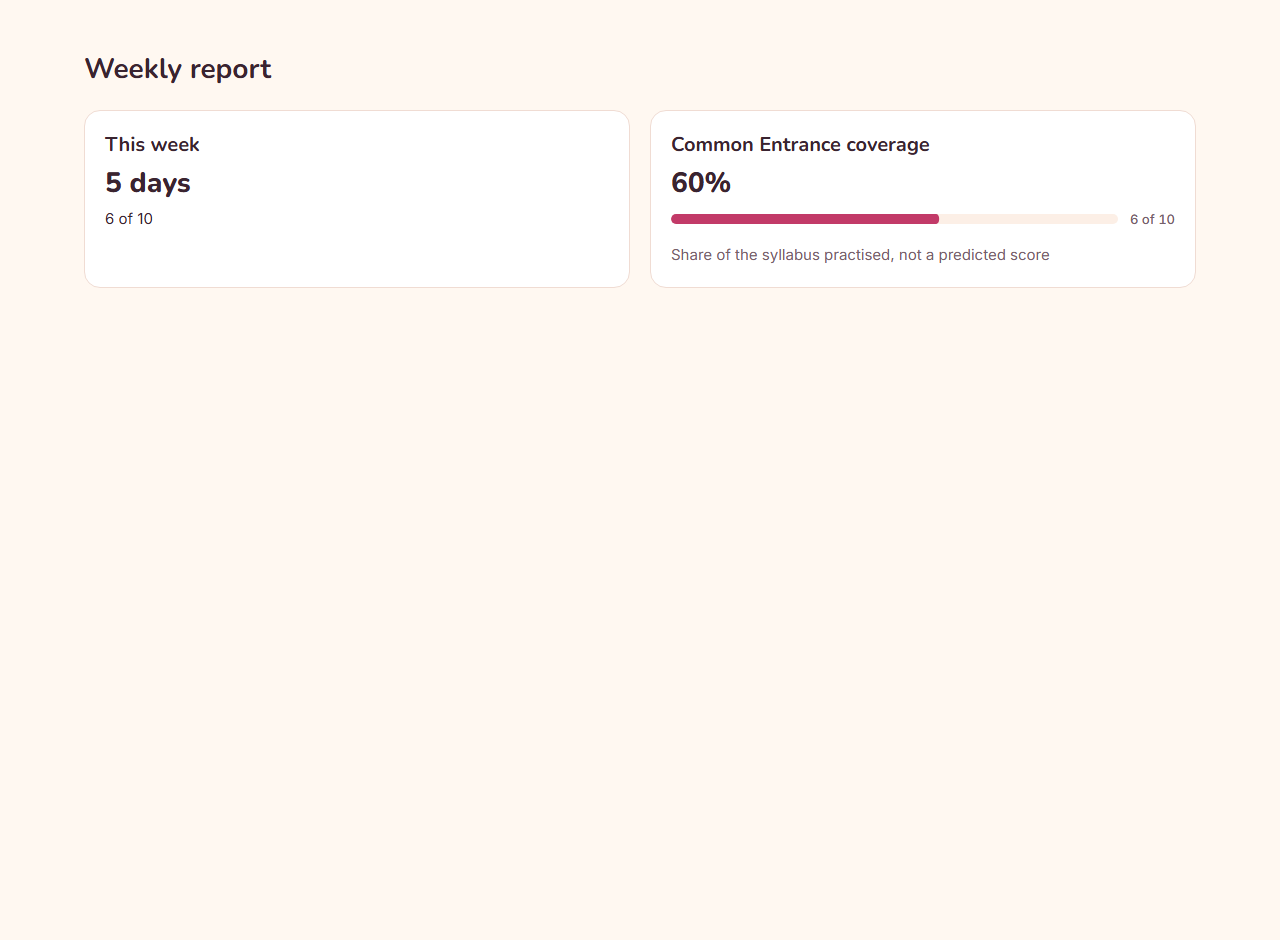 Weekly report
This week
5 days
6 of 10
Common Entrance coverage
60%
6 of 10
Share of the syllabus practised, not a predicted score